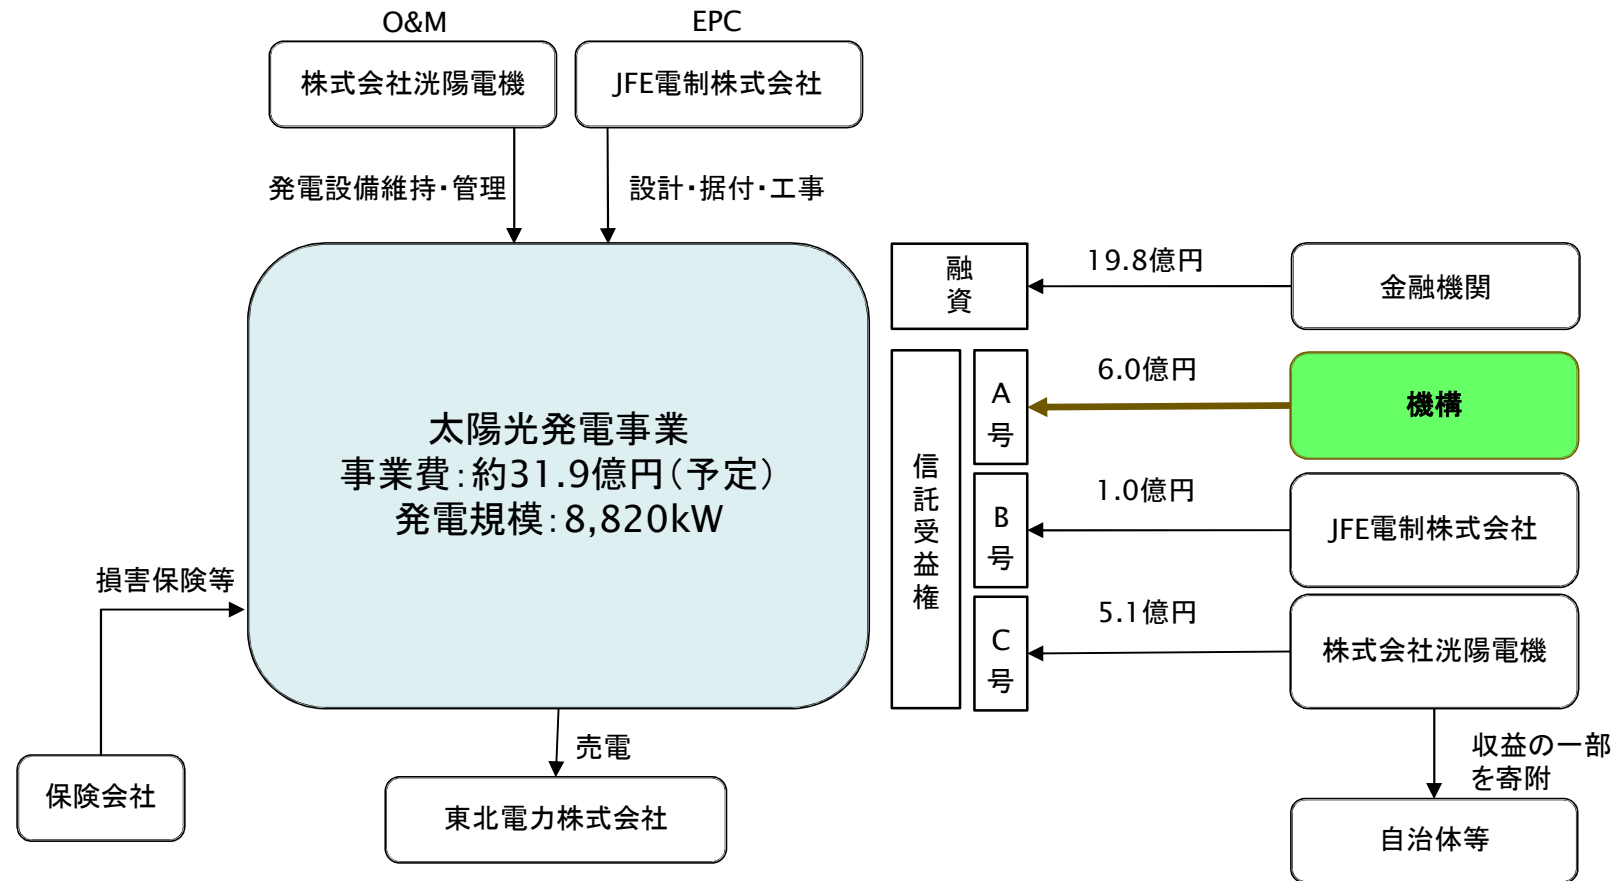 O&M
EPC
株式会社洸陽電機
JFE電制株式会社
発電設備維持・管理
設計・据付・工事
融資
19.8億円
金融機関
太陽光発電事業
事業費：約31.9億円（予定）
発電規模：8,820kW
信託受益権
A号
6.0億円
機構
B号
1.0億円
JFE電制株式会社
C号
5.1億円
株式会社洸陽電機
損害保険等
保険会社
売電
東北電力株式会社
収益の一部
を寄附
自治体等